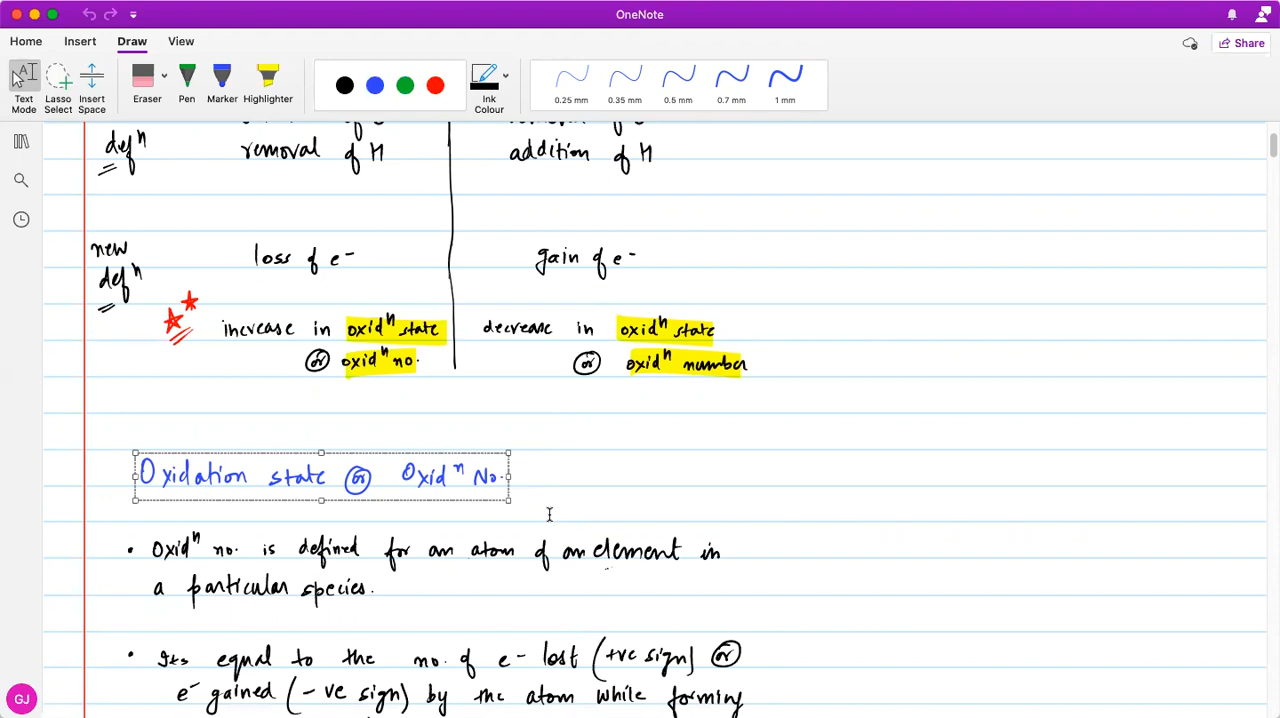 OneNote
Home Insert Draw View
Share
Text Mode
Lasso Select
Insert Space
Eraser
Pen
Marker
Highlighter
Ink Colour
0.25 mm
0.35 mm
0.5 mm
0.7 mm
1 mm
defⁿ removal of H addition of H
new defⁿ loss of e- gain of e-
increase in oxidⁿ state decrease in oxidⁿ state
or oxidⁿ no. or oxidⁿ number
Oxidation state or Oxidⁿ No.
• Oxidⁿ no. is defined for an atom of an element in
a particular species.
• Its equal to the no. of e- lost (+ve sign) or
e- gained (-ve sign) by the atom while forming
GJ